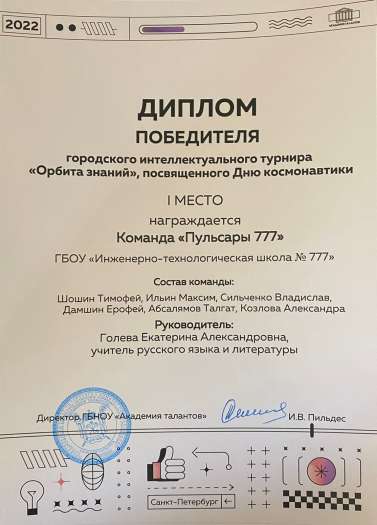 2022
ДИПЛОМ
ПОБЕДИТЕЛЯ
городского интеллектуального турнира
«Орбита знаний», посвященного Дню космонавтики
I МЕСТО
награждается
Команда «Пульсары 777»
ГБОУ «Инженерно-технологическая школа № 777»
Состав команды:
Шошин Тимофей, Ильин Максим, Сильченко Владислав,
Дамшин Ерофей, Абсалямов Талгат, Козлова Александра
Руководитель:
Голева Екатерина Александровна,
учитель русского языка и литературы
Директор ГБНОУ «Академия талантов» И.В. Пильдес
Санкт-Петербург